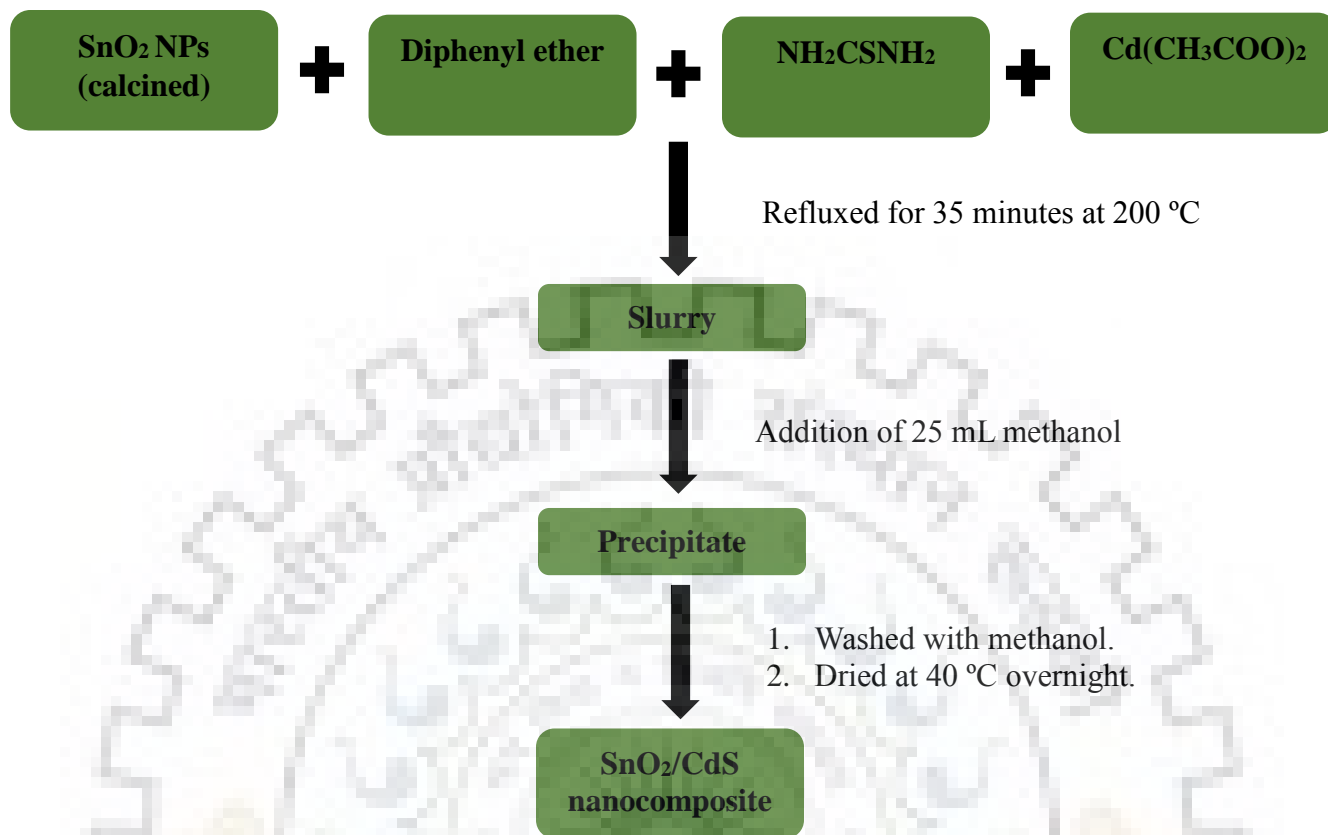 SnO₂ NPs
(calcined)
Diphenyl ether
NH₂CSNH₂
Cd(CH₃COO)₂
Refluxed for 35 minutes at 200 ºC
Slurry
Addition of 25 mL methanol
Precipitate
1. Washed with methanol.
2. Dried at 40 ºC overnight.
SnO₂/CdS
nanocomposite